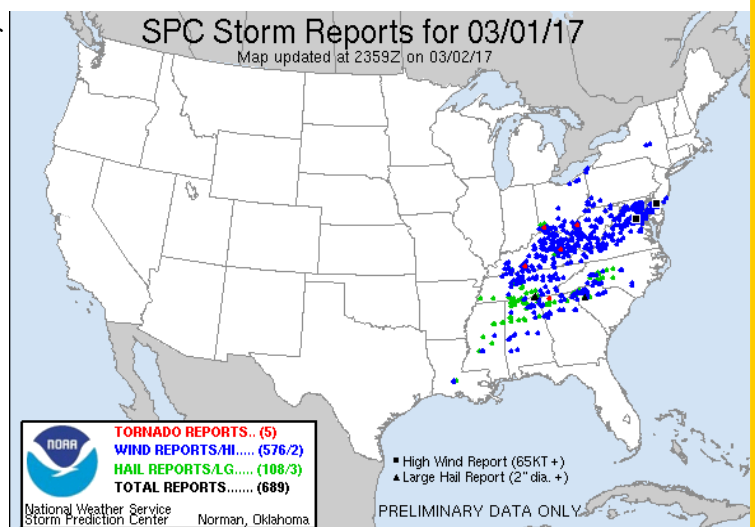 SPC Storm Reports for 03/01/17
Map updated at 2359Z on 03/02/17
NOAA
TORNADO REPORTS.. (5)
WIND REPORTS/HI..... (576/2)
HAIL REPORTS/LG..... (108/3)
TOTAL REPORTS....... (689)
National Weather Service
Storm Prediction Center Norman, Oklahoma
High Wind Report (65KT +)
Large Hail Report (2" dia. +)
PRELIMINARY DATA ONLY